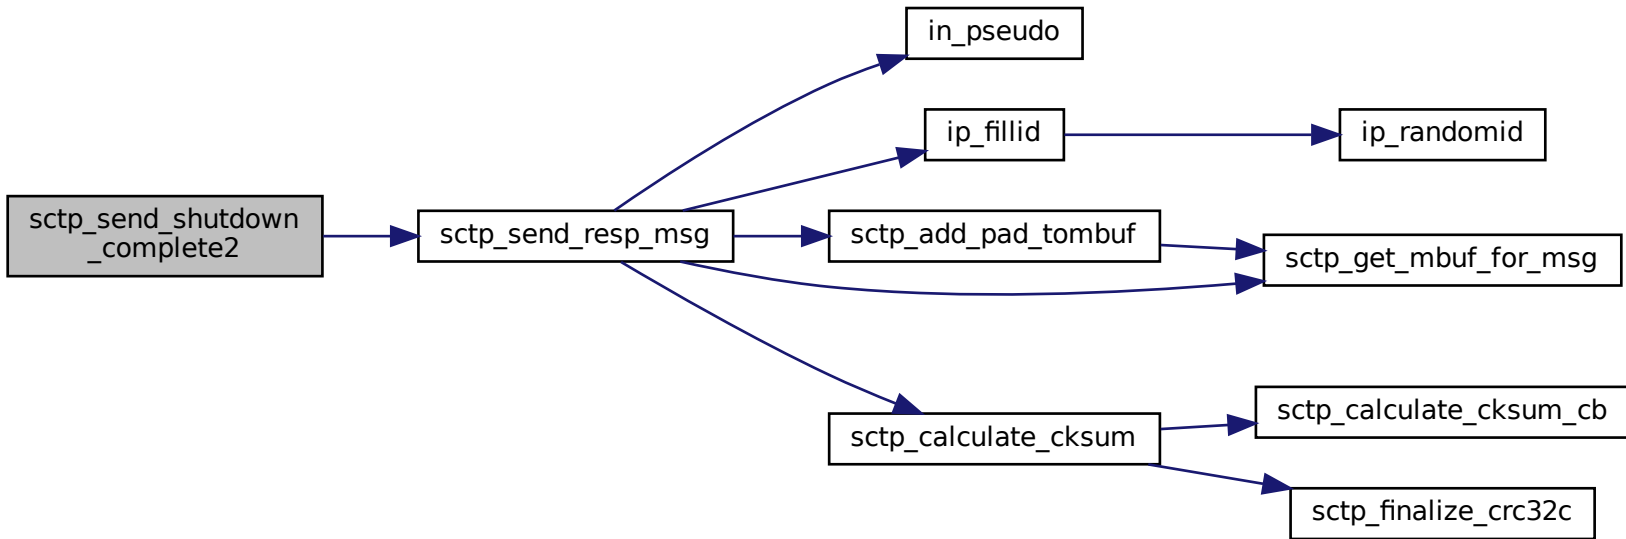 in_pseudo
ip_fillid
ip_randomid
sctp_send_shutdown
_complete2
sctp_send_resp_msg
sctp_add_pad_tombuf
sctp_get_mbuf_for_msg
sctp_calculate_cksum
sctp_calculate_cksum_cb
sctp_finalize_crc32c